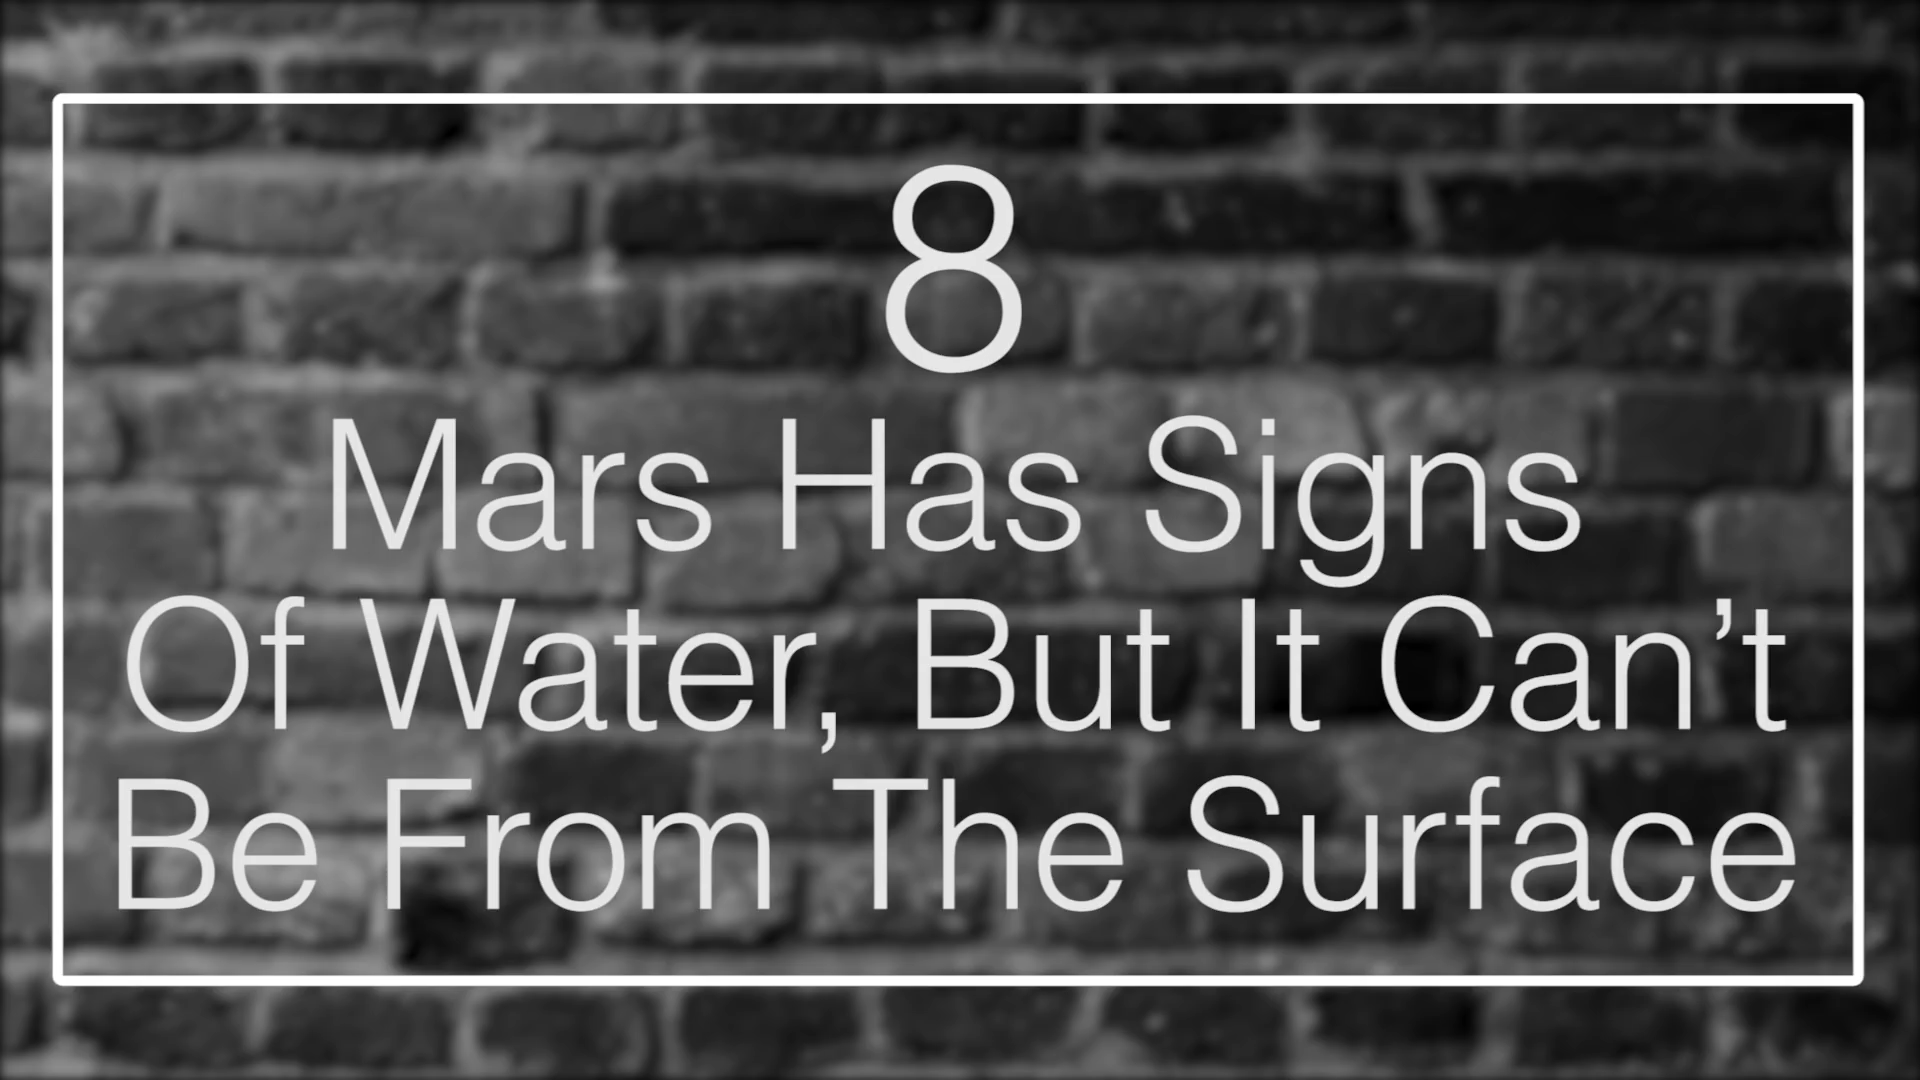 8
Mars Has Signs
Of Water, But It Can’t
Be From The Surface